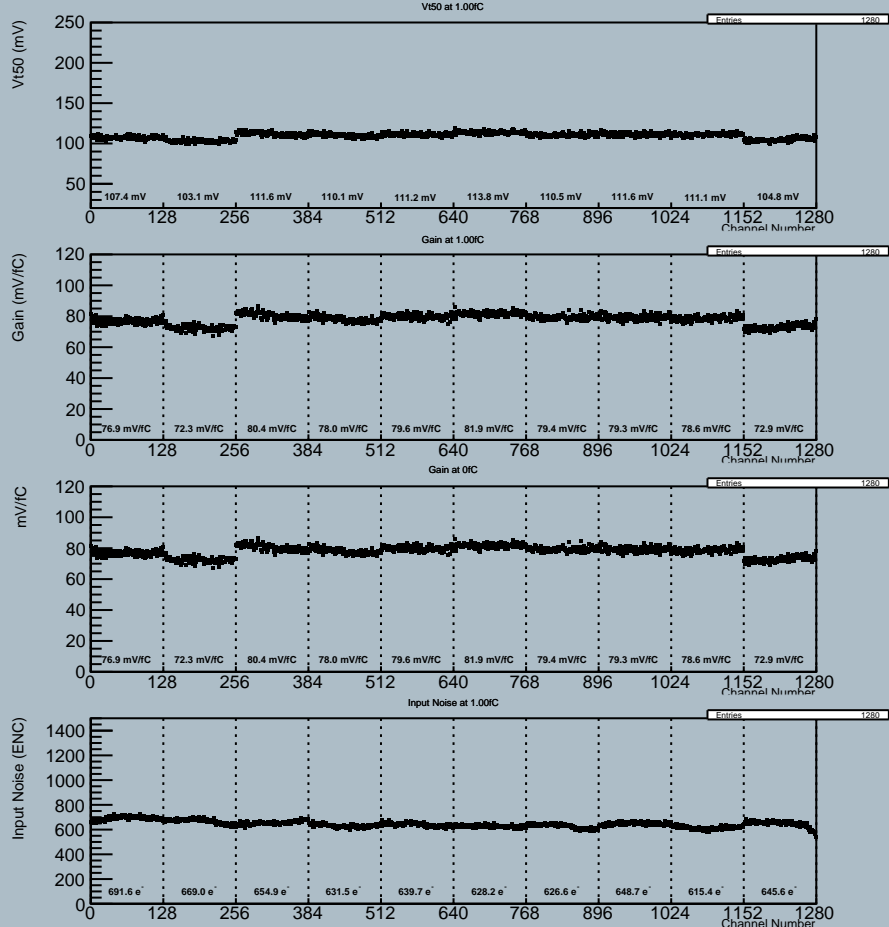 Vt50 at 1.00fC
Entries 1280
Vt50 (mV)
250
200
150
100
50
107.4 mV 103.1 mV 111.6 mV 110.1 mV 111.2 mV 113.8 mV 110.5 mV 111.6 mV 111.1 mV 104.8 mV
0 128 256 384 512 640 768 896 1024 1152 1280
Channel Number
Gain at 1.00fC
Entries 1280
Gain (mV/fC)
120
100
80
60
40
20
0
76.9 mV/fC 72.3 mV/fC 80.4 mV/fC 78.0 mV/fC 79.6 mV/fC 81.9 mV/fC 79.4 mV/fC 79.3 mV/fC 78.6 mV/fC 72.9 mV/fC
0 128 256 384 512 640 768 896 1024 1152 1280
Channel Number
Gain at 0fC
Entries 1280
mV/fC
120
100
80
60
40
20
0
76.9 mV/fC 72.3 mV/fC 80.4 mV/fC 78.0 mV/fC 79.6 mV/fC 81.9 mV/fC 79.4 mV/fC 79.3 mV/fC 78.6 mV/fC 72.9 mV/fC
0 128 256 384 512 640 768 896 1024 1152 1280
Channel Number
Input Noise at 1.00fC
Entries 1280
Input Noise (ENC)
1400
1200
1000
800
600
400
200
0
691.6 e⁻ 669.0 e⁻ 654.9 e⁻ 631.5 e⁻ 639.7 e⁻ 628.2 e⁻ 626.6 e⁻ 648.7 e⁻ 615.4 e⁻ 645.6 e⁻
0 128 256 384 512 640 768 896 1024 1152 1280
Channel Number